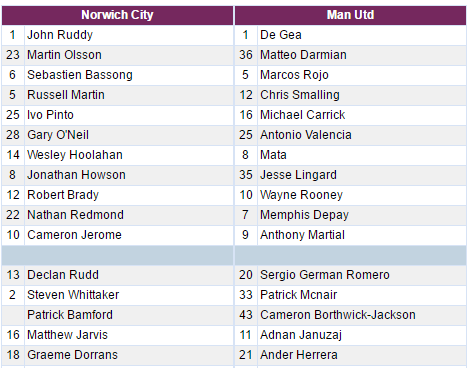 Norwich City Man Utd
1 John Ruddy 1 De Gea
23 Martin Olsson 36 Matteo Darmian
6 Sebastien Bassong 5 Marcos Rojo
5 Russell Martin 12 Chris Smalling
25 Ivo Pinto 16 Michael Carrick
28 Gary O'Neil 25 Antonio Valencia
14 Wesley Hoolahan 8 Mata
8 Jonathan Howson 35 Jesse Lingard
12 Robert Brady 10 Wayne Rooney
22 Nathan Redmond 7 Memphis Depay
10 Cameron Jerome 9 Anthony Martial
13 Declan Rudd 20 Sergio German Romero
2 Steven Whittaker 33 Patrick Mcnair
Patrick Bamford 43 Cameron Borthwick-Jackson
16 Matthew Jarvis 11 Adnan Januzaj
18 Graeme Dorrans 21 Ander Herrera